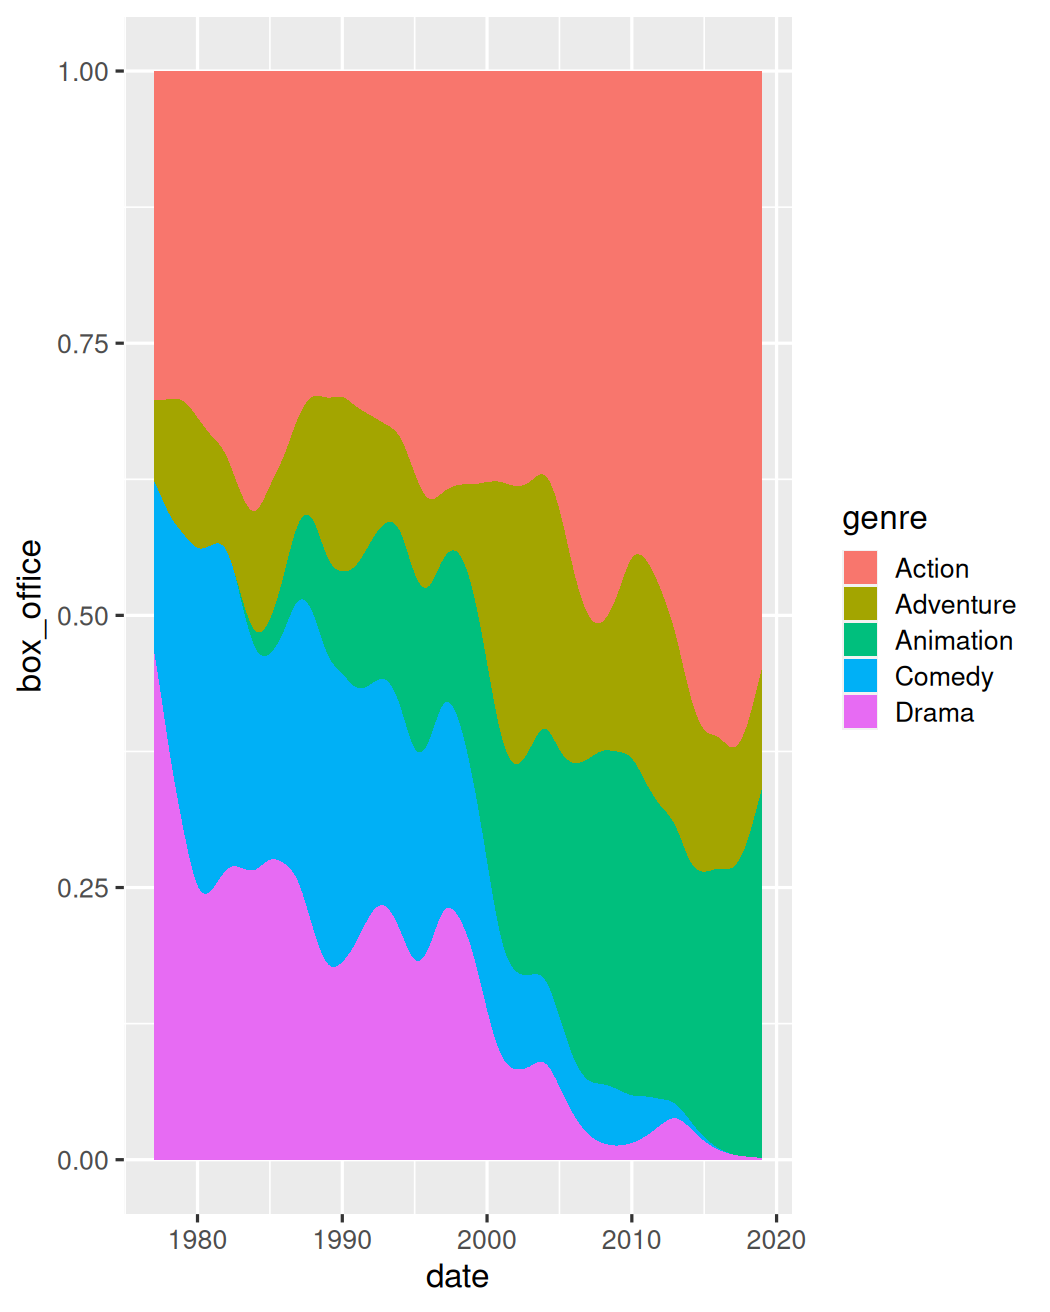 1.00
0.75
0.50
0.25
0.00
box_office
1980 1990 2000 2010 2020
date
genre
Action
Adventure
Animation
Comedy
Drama